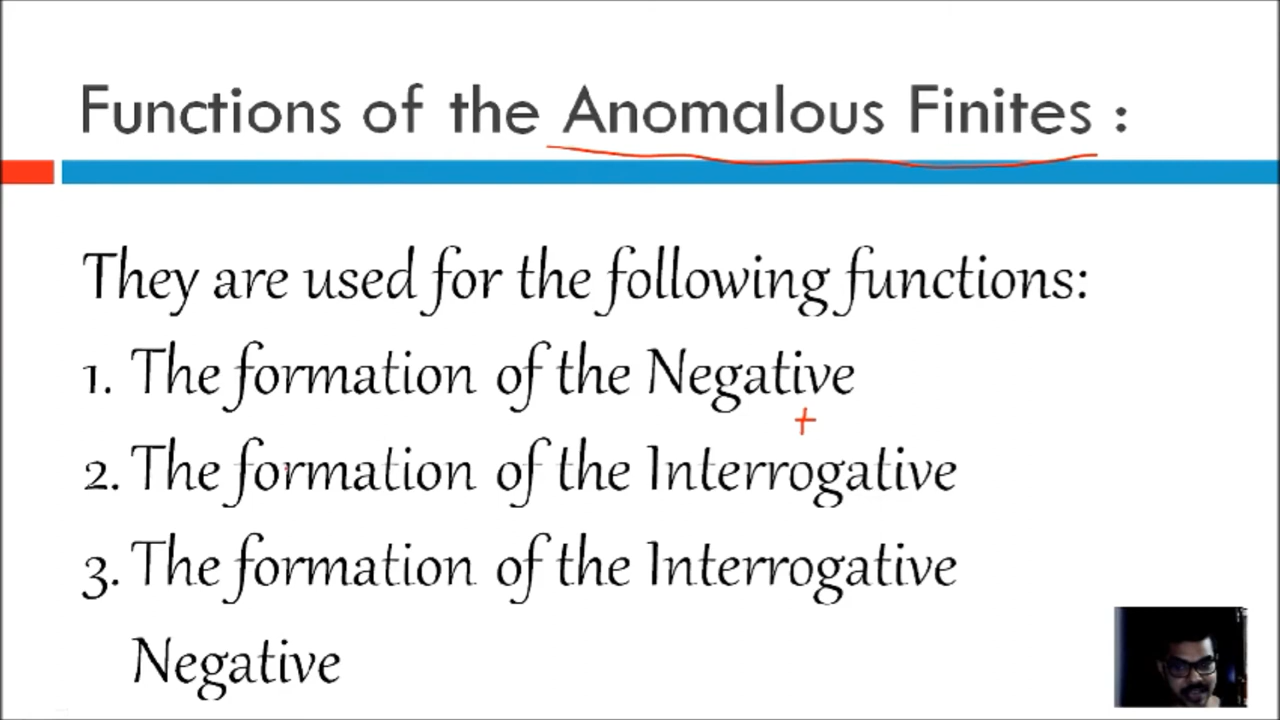 Functions of the Anomalous Finites :
They are used for the following functions:
1. The formation of the Negative
+
2. The formation of the Interrogative
3. The formation of the Interrogative
Negative